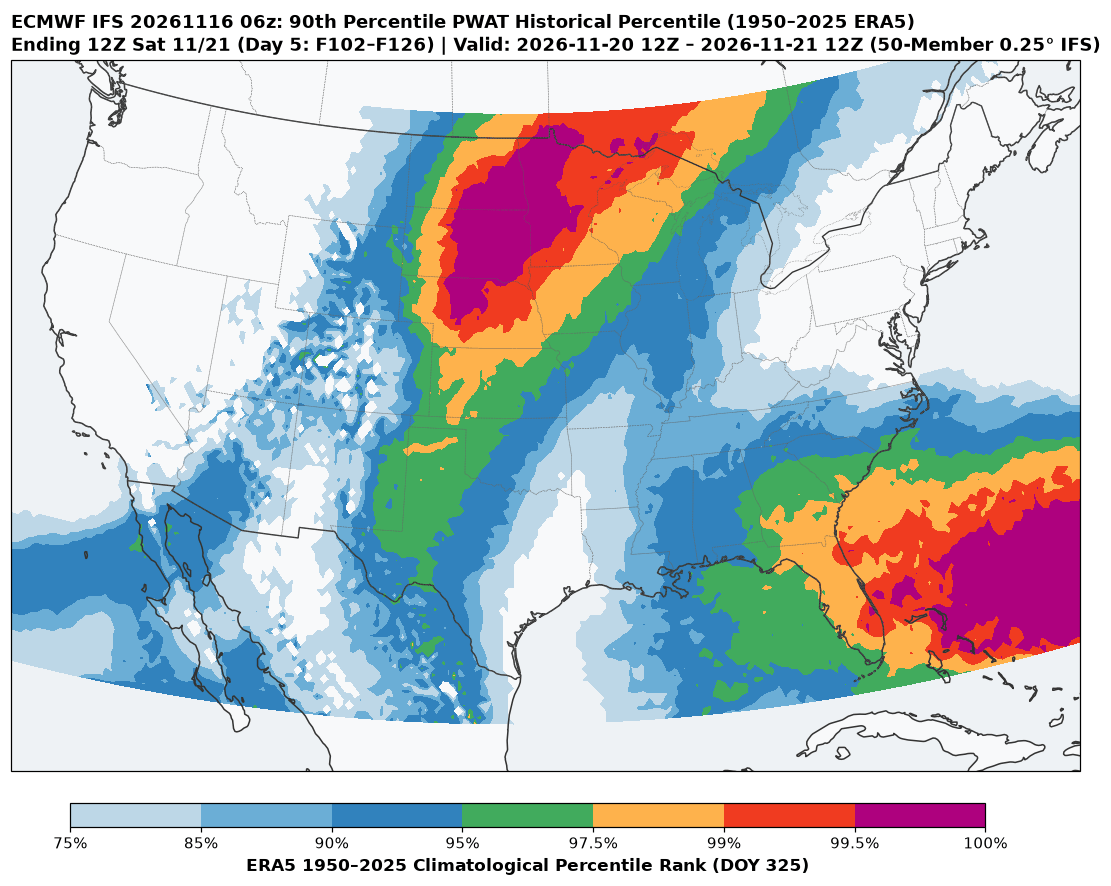 ECMWF IFS 20261116 06z: 90th Percentile PWAT Historical Percentile (1950–2025 ERA5)
Ending 12Z Sat 11/21 (Day 5: F102–F126) | Valid: 2026-11-20 12Z – 2026-11-21 12Z (50-Member 0.25° IFS)
75% 85% 90% 95% 97.5% 99% 99.5% 100%
ERA5 1950–2025 Climatological Percentile Rank (DOY 325)